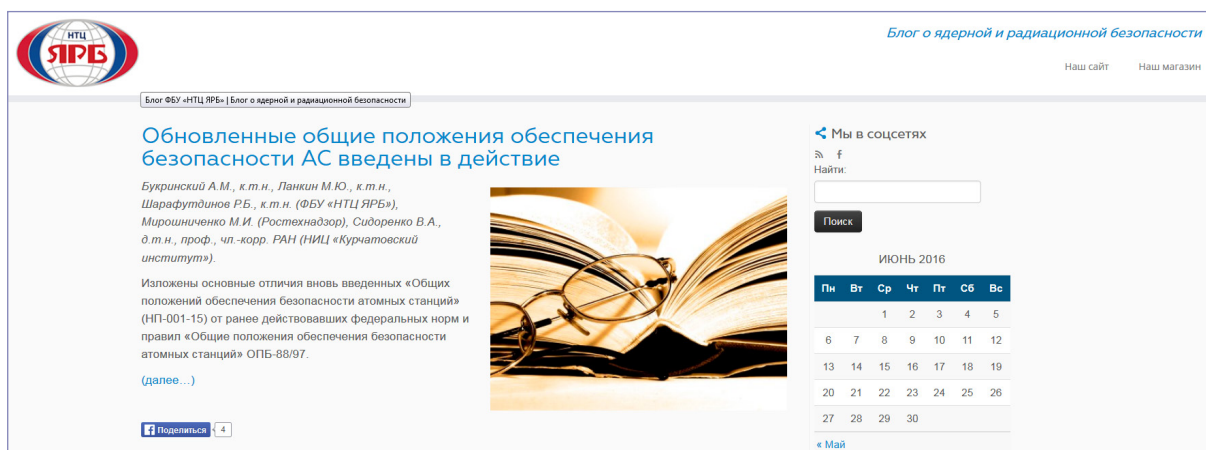 НТЦ
ЯРБ
Блог о ядерной и радиационной безопасности
Наш сайт Наш магазин
Блог ФБУ «НТЦ ЯРБ» | Блог о ядерной и радиационной безопасности
Обновленные общие положения обеспечения
безопасности АС введены в действие
Букринский А.М., к.т.н., Ланкин М.Ю., к.т.н.,
Шарафутдинов Р.Б., к.т.н. (ФБУ «НТЦ ЯРБ»),
Мирошниченко М.И. (Ростехнадзор), Сидоренко В.А.,
д.т.н., проф., чл.-корр. РАН (НИЦ «Курчатовский
институт»).
Изложены основные отличия вновь введенных «Общих
положений обеспечения безопасности атомных станций»
(НП-001-15) от ранее действовавших федеральных норм и
правил «Общие положения обеспечения безопасности
атомных станций» ОПБ-88/97.
(далее…)
Поделиться 4
Мы в соцсетях
Найти:
Поиск
ИЮНЬ 2016
Пн Вт Ср Чт Пт Сб Вс
1 2 3 4 5
6 7 8 9 10 11 12
13 14 15 16 17 18 19
20 21 22 23 24 25 26
27 28 29 30
« Май